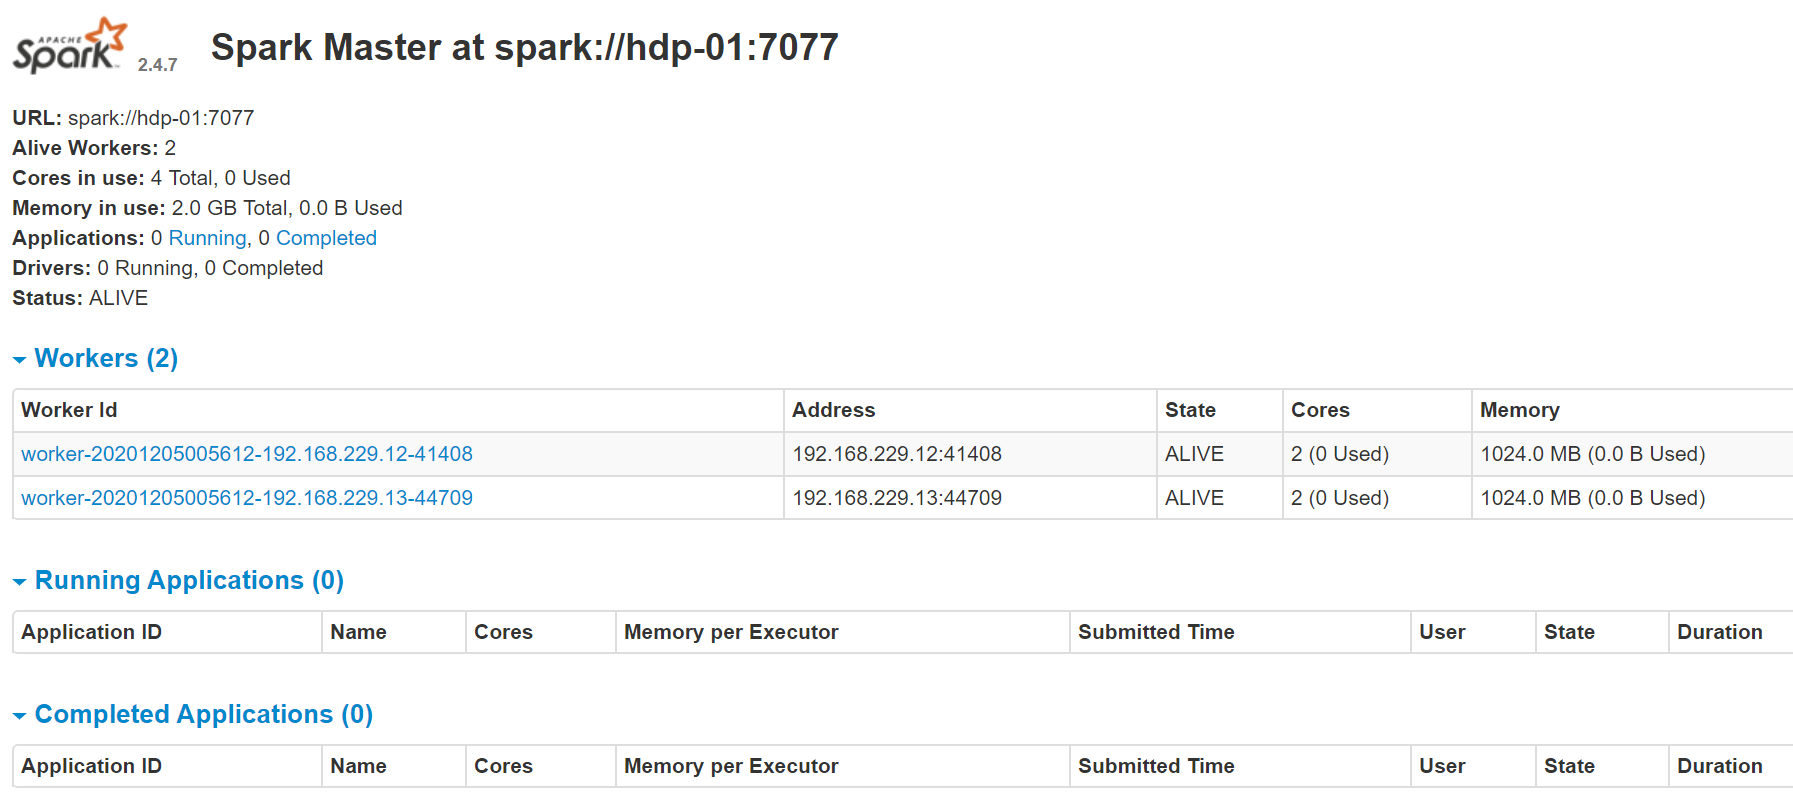 APACHE
Spark™ 2.4.7 Spark Master at spark://hdp-01:7077
URL: spark://hdp-01:7077
Alive Workers: 2
Cores in use: 4 Total, 0 Used
Memory in use: 2.0 GB Total, 0.0 B Used
Applications: 0 Running, 0 Completed
Drivers: 0 Running, 0 Completed
Status: ALIVE
Workers (2)
Worker Id Address State Cores Memory
worker-20201205005612-192.168.229.12-41408 192.168.229.12:41408 ALIVE 2 (0 Used) 1024.0 MB (0.0 B Used)
worker-20201205005612-192.168.229.13-44709 192.168.229.13:44709 ALIVE 2 (0 Used) 1024.0 MB (0.0 B Used)
Running Applications (0)
Application ID Name Cores Memory per Executor Submitted Time User State Duration
Completed Applications (0)
Application ID Name Cores Memory per Executor Submitted Time User State Duration